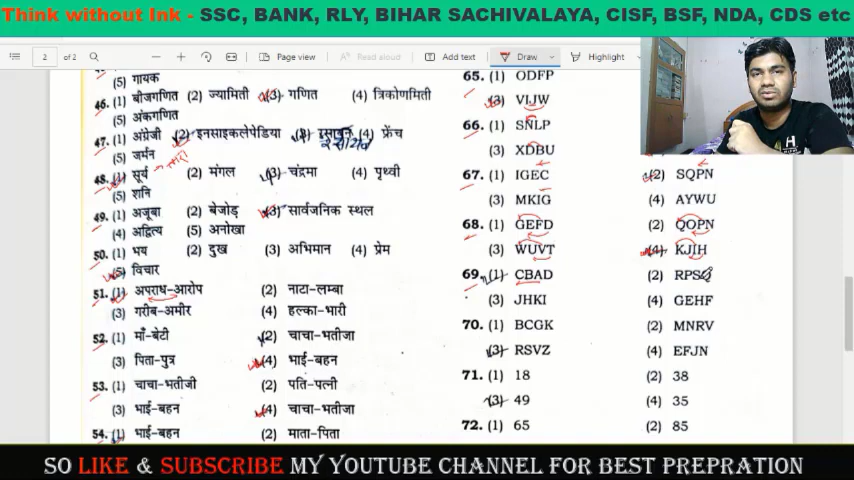 Think without Ink - SSC, BANK, RLY, BIHAR SACHIVALAYA, CISF, BSF, NDA, CDS etc
2 of 2 Page view Read aloud Add text Draw Highlight
(5) गायक
46. (1) बीजगणित (2) ज्यामिती (3) गणित (4) त्रिकोणमिती
(5) अंकगणित
47. (1) अंग्रेजी (2) इनसाइकलेपेडिया (3) रसायन (4) फ्रेंच
रसायन
(5) जर्मन
48. (1) सूर्य (2) मंगल (3) चंद्रमा (4) पृथ्वी
(5) शनि
49. (1) अजूबा (2) बेजोड़ (3) सार्वजनिक स्थल
(4) अद्वित्य (5) अनोखा
50. (1) भय (2) दुख (3) अभिमान (4) प्रेम
(5) विचार
51. (1) अपराध-आरोप (2) नाटा-लम्बा
(3) गरीब-अमीर (4) हल्का-भारी
52. (1) माँ-बेटी (2) चाचा-भतीजा
(3) पिता-पुत्र (4) भाई-बहन
53. (1) चाचा-भतीजी (2) पति-पत्नी
(3) भाई-बहन (4) चाचा-भतीजा
54. (1) भाई-बहन (2) माता-पिता
65. (1) ODFP
(3) VIJW
66. (1) SNLP
(3) XDBU
67. (1) IGEC (2) SQPN
(3) MKIG (4) AYWU
68. (1) GEFD (2) QOPN
(3) WUVT (4) KJIH
69. (1) CBAD (2) RPSQ
(3) JHKI (4) GEHF
70. (1) BCGK (2) MNRV
(3) RSVZ (4) EFJN
71. (1) 18 (2) 38
(3) 49 (4) 35
72. (1) 65 (2) 85
SO LIKE & SUBSCRIBE MY YOUTUBE CHANNEL FOR BEST PREPRATION